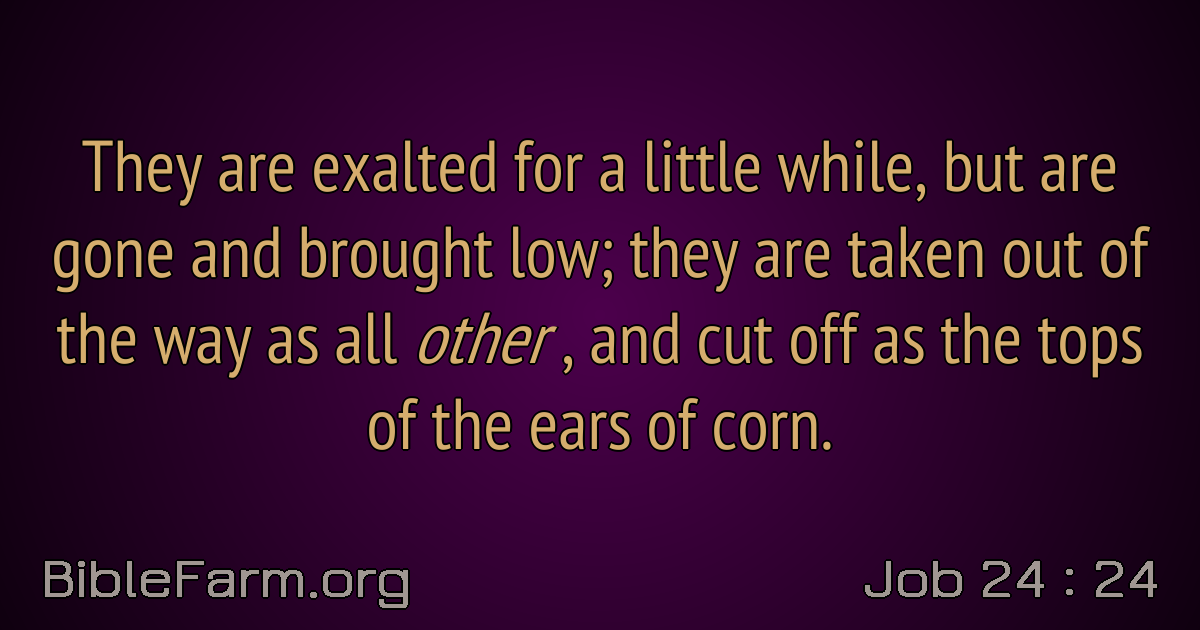 They are exalted for a little while, but are
gone and brought low; they are taken out of
the way as all other , and cut off as the tops
of the ears of corn.
BibleFarm.org
Job 24 : 24